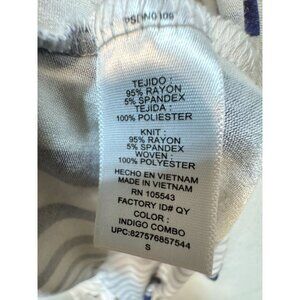 TEJIDO :
95% RAYON
5% SPANDEX
TEJIDA :
100% POLIESTER
KNIT :
95% RAYON
5% SPANDEX
WOVEN :
100% POLYESTER
HECHO EN VIETNAM
MADE IN VIETNAM
RN 105543
FACTORY ID# QY
COLOR :
INDIGO COMBO
UPC:827576857544
S